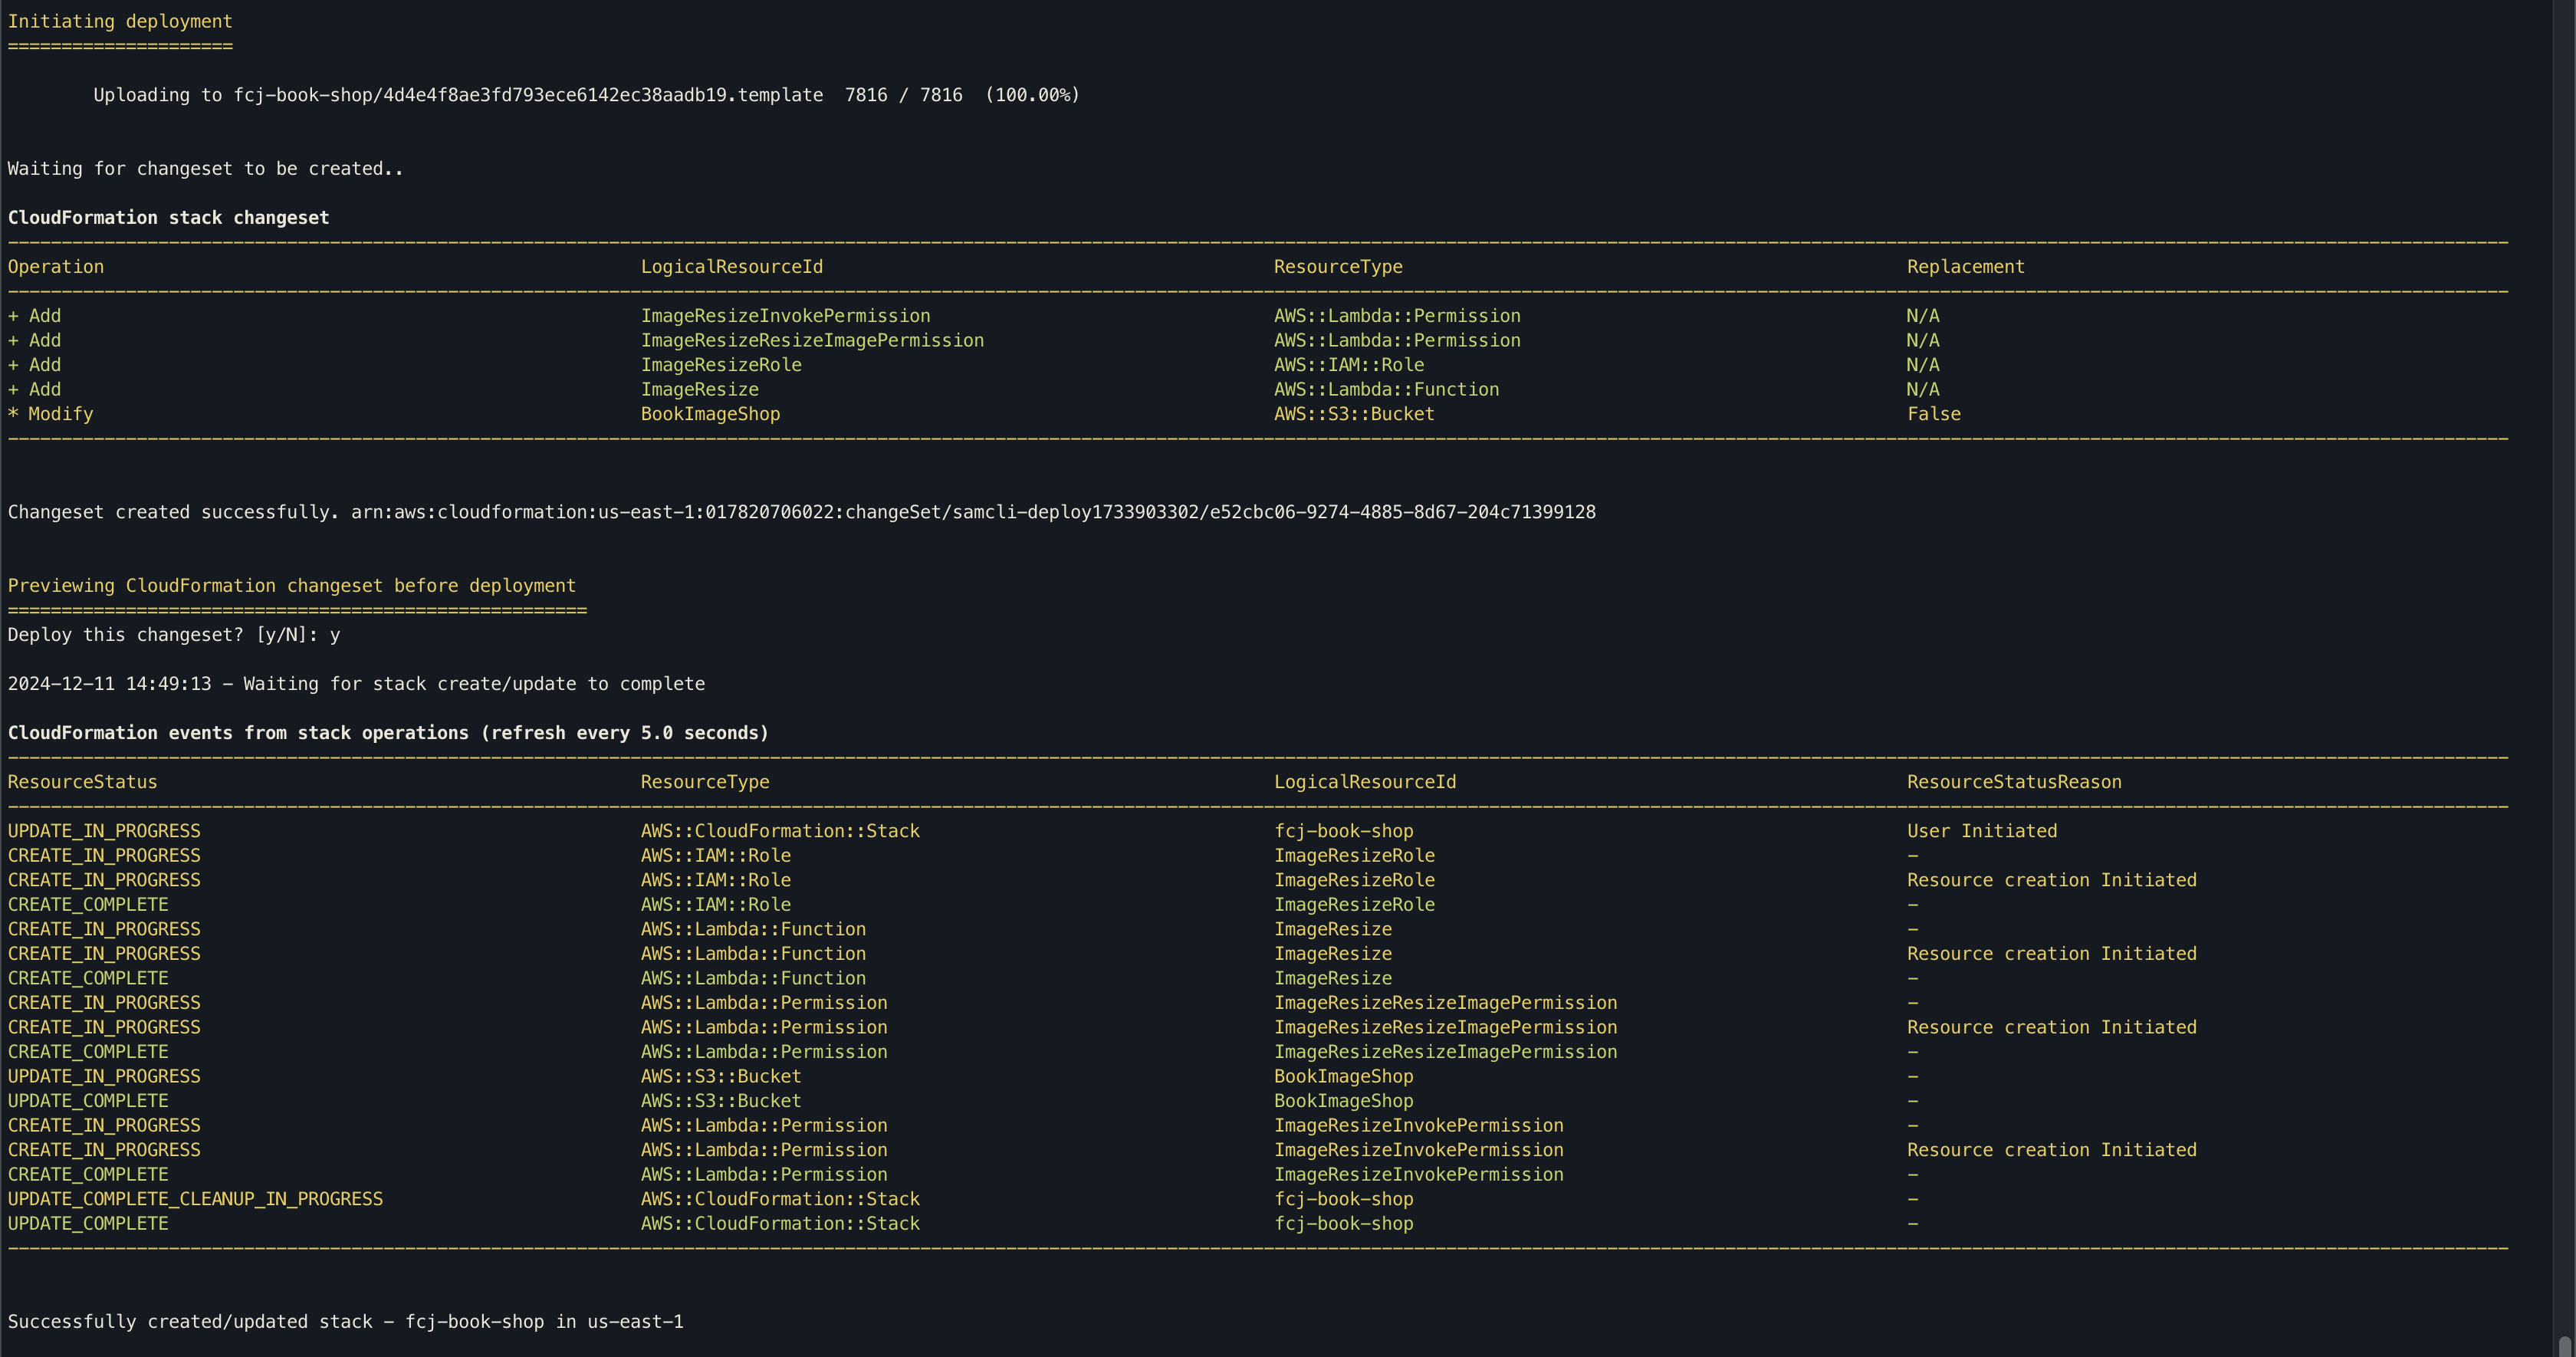 Initiating deployment
=====================
Uploading to fcj-book-shop/4d4e4f8ae3fd793ece6142ec38aadb19.template  7816 / 7816  (100.00%)
Waiting for changeset to be created..
CloudFormation stack changeset
Operation LogicalResourceId ResourceType Replacement
+ Add ImageResizeInvokePermission AWS::Lambda::Permission N/A
+ Add ImageResizeResizeImagePermission AWS::Lambda::Permission N/A
+ Add ImageResizeRole AWS::IAM::Role N/A
+ Add ImageResize AWS::Lambda::Function N/A
* Modify BookImageShop AWS::S3::Bucket False
Changeset created successfully. arn:aws:cloudformation:us-east-1:017820706022:changeSet/samcli-deploy1733903302/e52cbc06-9274-4885-8d67-204c71399128
Previewing CloudFormation changeset before deployment
======================================================
Deploy this changeset? [y/N]: y
2024-12-11 14:49:13 - Waiting for stack create/update to complete
CloudFormation events from stack operations (refresh every 5.0 seconds)
ResourceStatus ResourceType LogicalResourceId ResourceStatusReason
UPDATE_IN_PROGRESS AWS::CloudFormation::Stack fcj-book-shop User Initiated
CREATE_IN_PROGRESS AWS::IAM::Role ImageResizeRole -
CREATE_IN_PROGRESS AWS::IAM::Role ImageResizeRole Resource creation Initiated
CREATE_COMPLETE AWS::IAM::Role ImageResizeRole -
CREATE_IN_PROGRESS AWS::Lambda::Function ImageResize -
CREATE_IN_PROGRESS AWS::Lambda::Function ImageResize Resource creation Initiated
CREATE_COMPLETE AWS::Lambda::Function ImageResize -
CREATE_IN_PROGRESS AWS::Lambda::Permission ImageResizeResizeImagePermission -
CREATE_IN_PROGRESS AWS::Lambda::Permission ImageResizeResizeImagePermission Resource creation Initiated
CREATE_COMPLETE AWS::Lambda::Permission ImageResizeResizeImagePermission -
UPDATE_IN_PROGRESS AWS::S3::Bucket BookImageShop -
UPDATE_COMPLETE AWS::S3::Bucket BookImageShop -
CREATE_IN_PROGRESS AWS::Lambda::Permission ImageResizeInvokePermission -
CREATE_IN_PROGRESS AWS::Lambda::Permission ImageResizeInvokePermission Resource creation Initiated
CREATE_COMPLETE AWS::Lambda::Permission ImageResizeInvokePermission -
UPDATE_COMPLETE_CLEANUP_IN_PROGRESS AWS::CloudFormation::Stack fcj-book-shop -
UPDATE_COMPLETE AWS::CloudFormation::Stack fcj-book-shop -
Successfully created/updated stack - fcj-book-shop in us-east-1